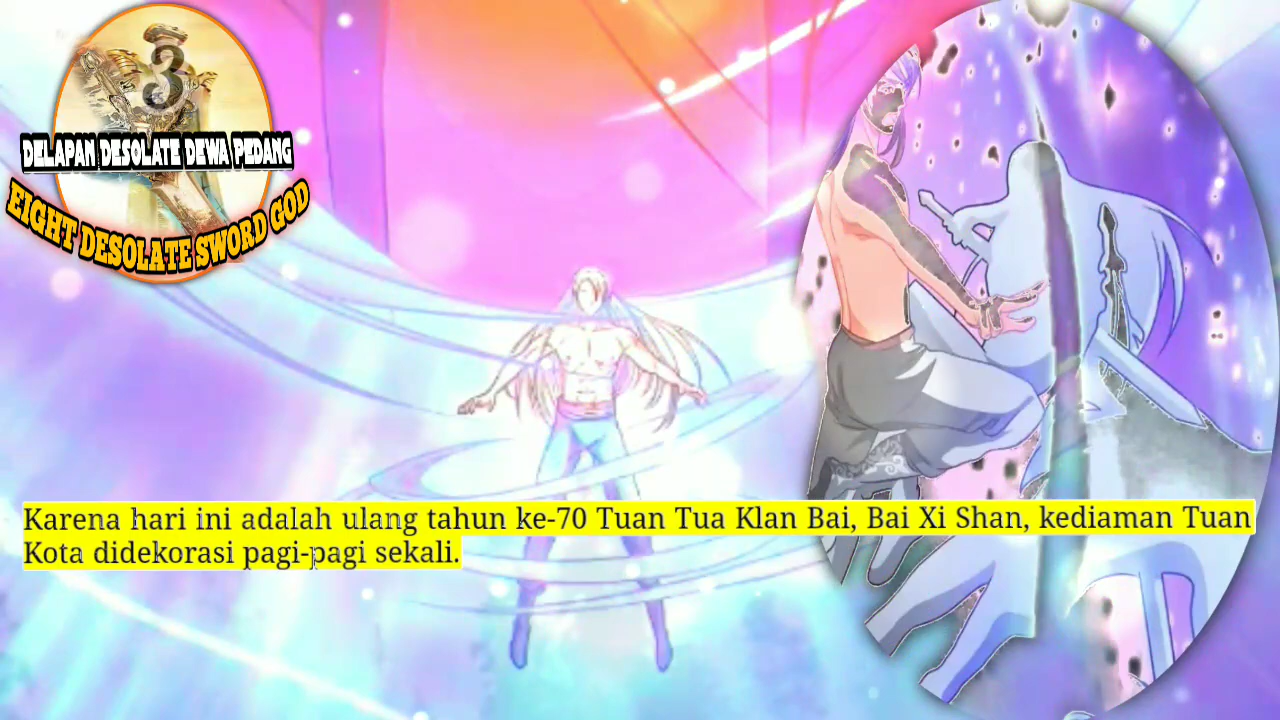 3
DELAPAN DESOLATE DEWA PEDANG
EIGHT DESOLATE SWORD GOD
Karena hari ini adalah ulang tahun ke-70 Tuan Tua Klan Bai, Bai Xi Shan, kediaman Tuan
Kota didekorasi pagi-pagi sekali.